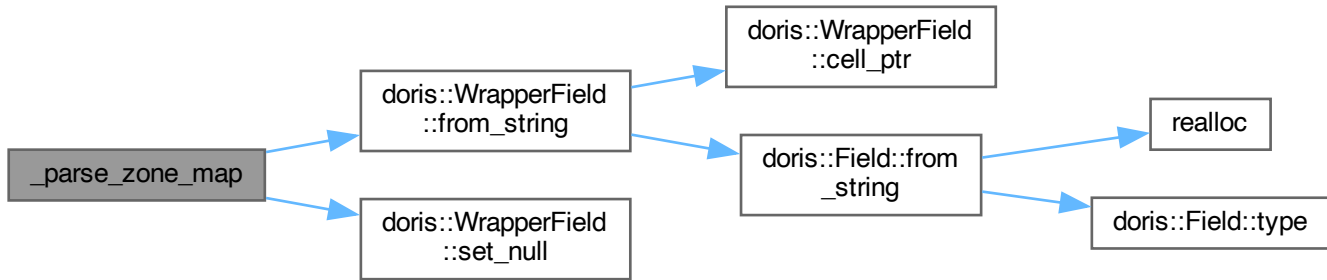 _parse_zone_map
doris::WrapperField
::from_string
doris::WrapperField
::set_null
doris::WrapperField
::cell_ptr
doris::Field::from
_string
realloc
doris::Field::type